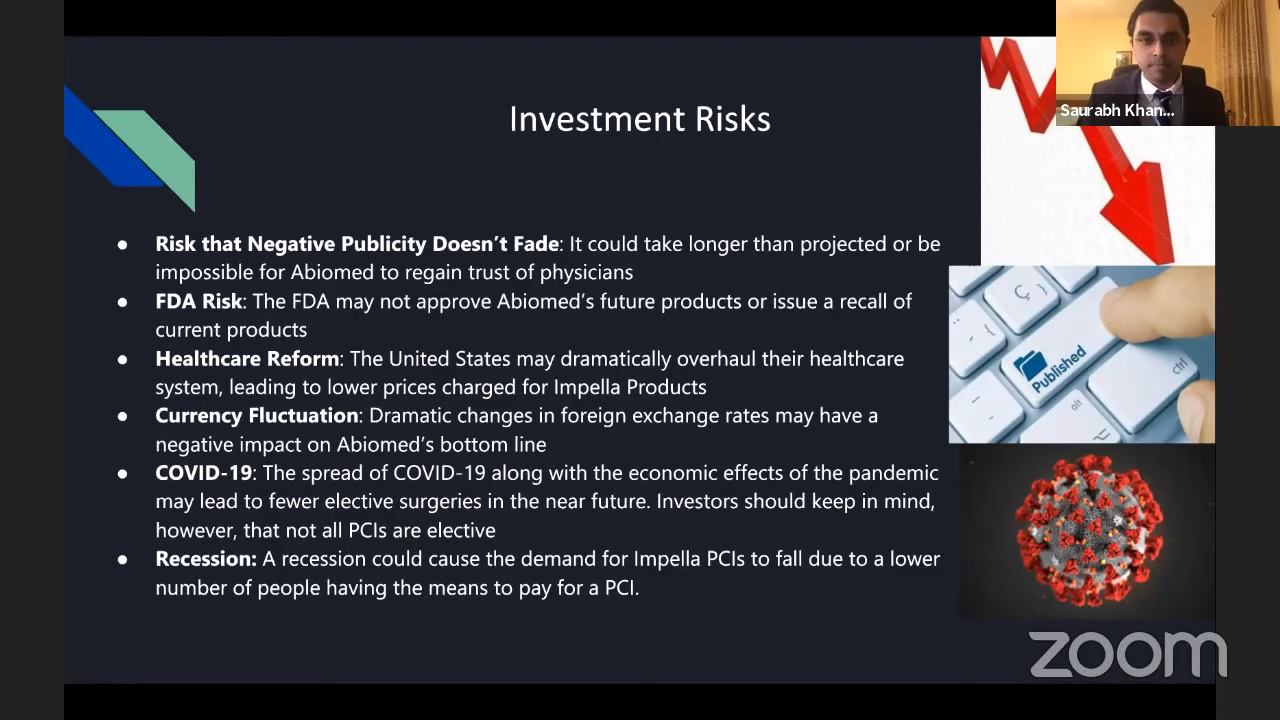 Saurabh Khan...
Investment Risks
● Risk that Negative Publicity Doesn't Fade: It could take longer than projected or be
impossible for Abiomed to regain trust of physicians
● FDA Risk: The FDA may not approve Abiomed's future products or issue a recall of
current products
● Healthcare Reform: The United States may dramatically overhaul their healthcare
system, leading to lower prices charged for Impella Products
● Currency Fluctuation: Dramatic changes in foreign exchange rates may have a
negative impact on Abiomed's bottom line
● COVID-19: The spread of COVID-19 along with the economic effects of the pandemic
may lead to fewer elective surgeries in the near future. Investors should keep in mind,
however, that not all PCIs are elective
● Recession: A recession could cause the demand for Impella PCIs to fall due to a lower
number of people having the means to pay for a PCI.
Ç
Published
ctrl
alt
zoom